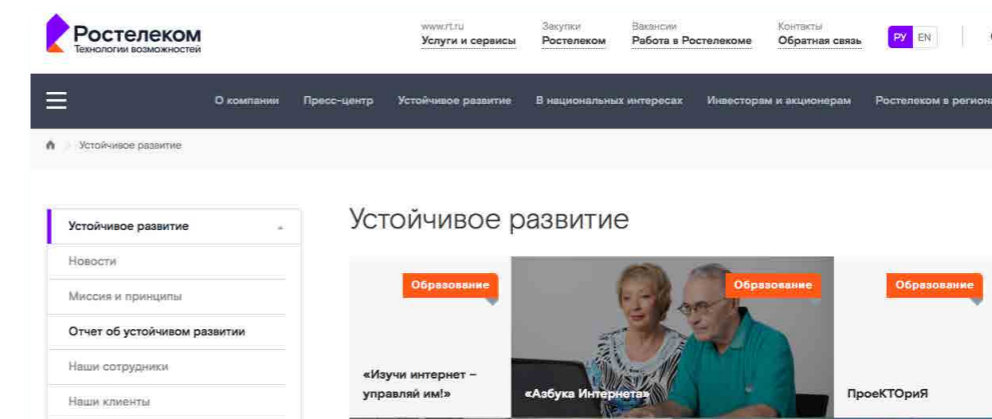 Ростелеком
Технологии возможностей
www.rt.ru
Услуги и сервисы
Закупки
Ростелеком
Вакансии
Работа в Ростелекоме
Контакты
Обратная связь
РУ EN
О компании Пресс-центр Устойчивое развитие В национальных интересах Инвесторам и акционерам Ростелеком в регион
Устойчивое развитие
Устойчивое развитие
Новости
Миссия и принципы
Отчет об устойчивом развитии
Наши сотрудники
Наши клиенты
Устойчивое развитие
Образование
«Изучи интернет –
управляй им!»
Образование
«Азбука Интернета»
Образование
ПроеКТОриЯ